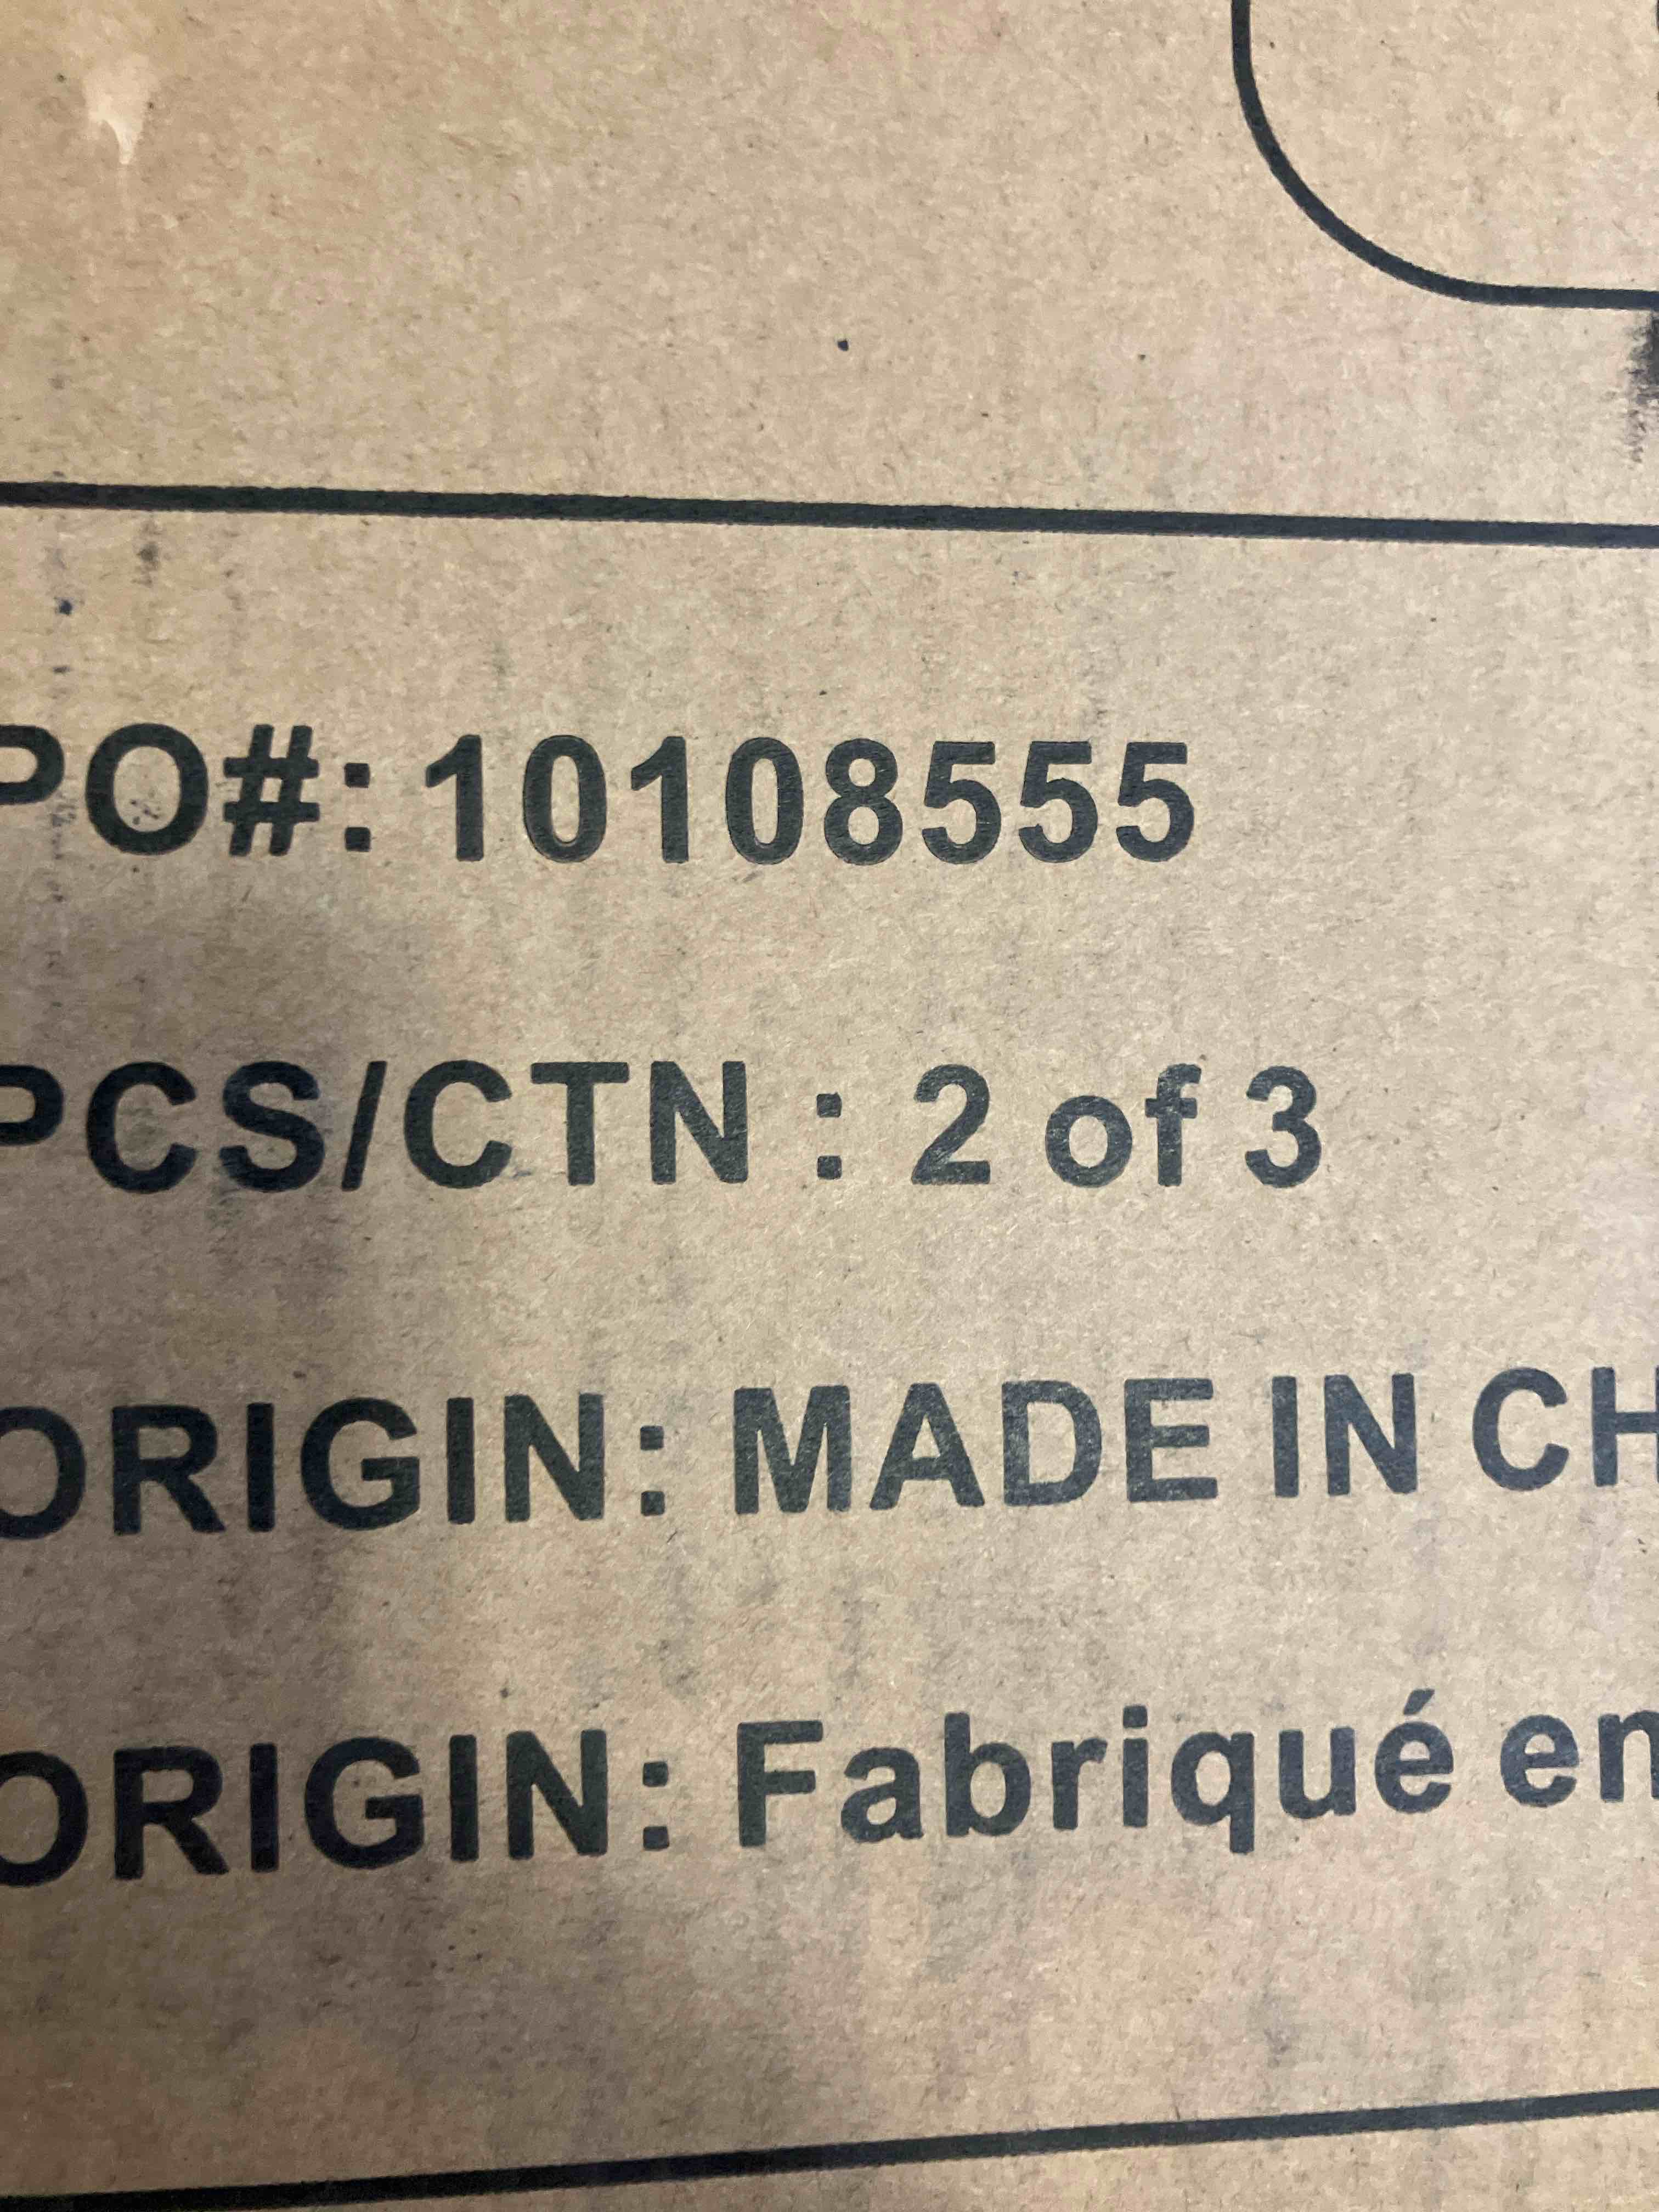 PO#: 10108555
PCS/CTN : 2 of 3
ORIGIN: MADE IN CH
ORIGIN: Fabriqué en